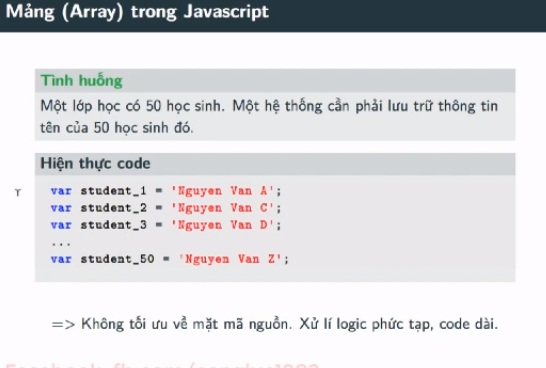 Mảng (Array) trong Javascript
Tình huống
Một lớp học có 50 học sinh. Một hệ thống cần phải lưu trữ thông tin
tên của 50 học sinh đó.
Hiện thực code
var student_1 = 'Nguyen Van A';
var student_2 = 'Nguyen Van C';
var student_3 = 'Nguyen Van D';
...
var student_50 = 'Nguyen Van Z';
=> Không tối ưu về mặt mã nguồn. Xử lí logic phức tạp, code dài.